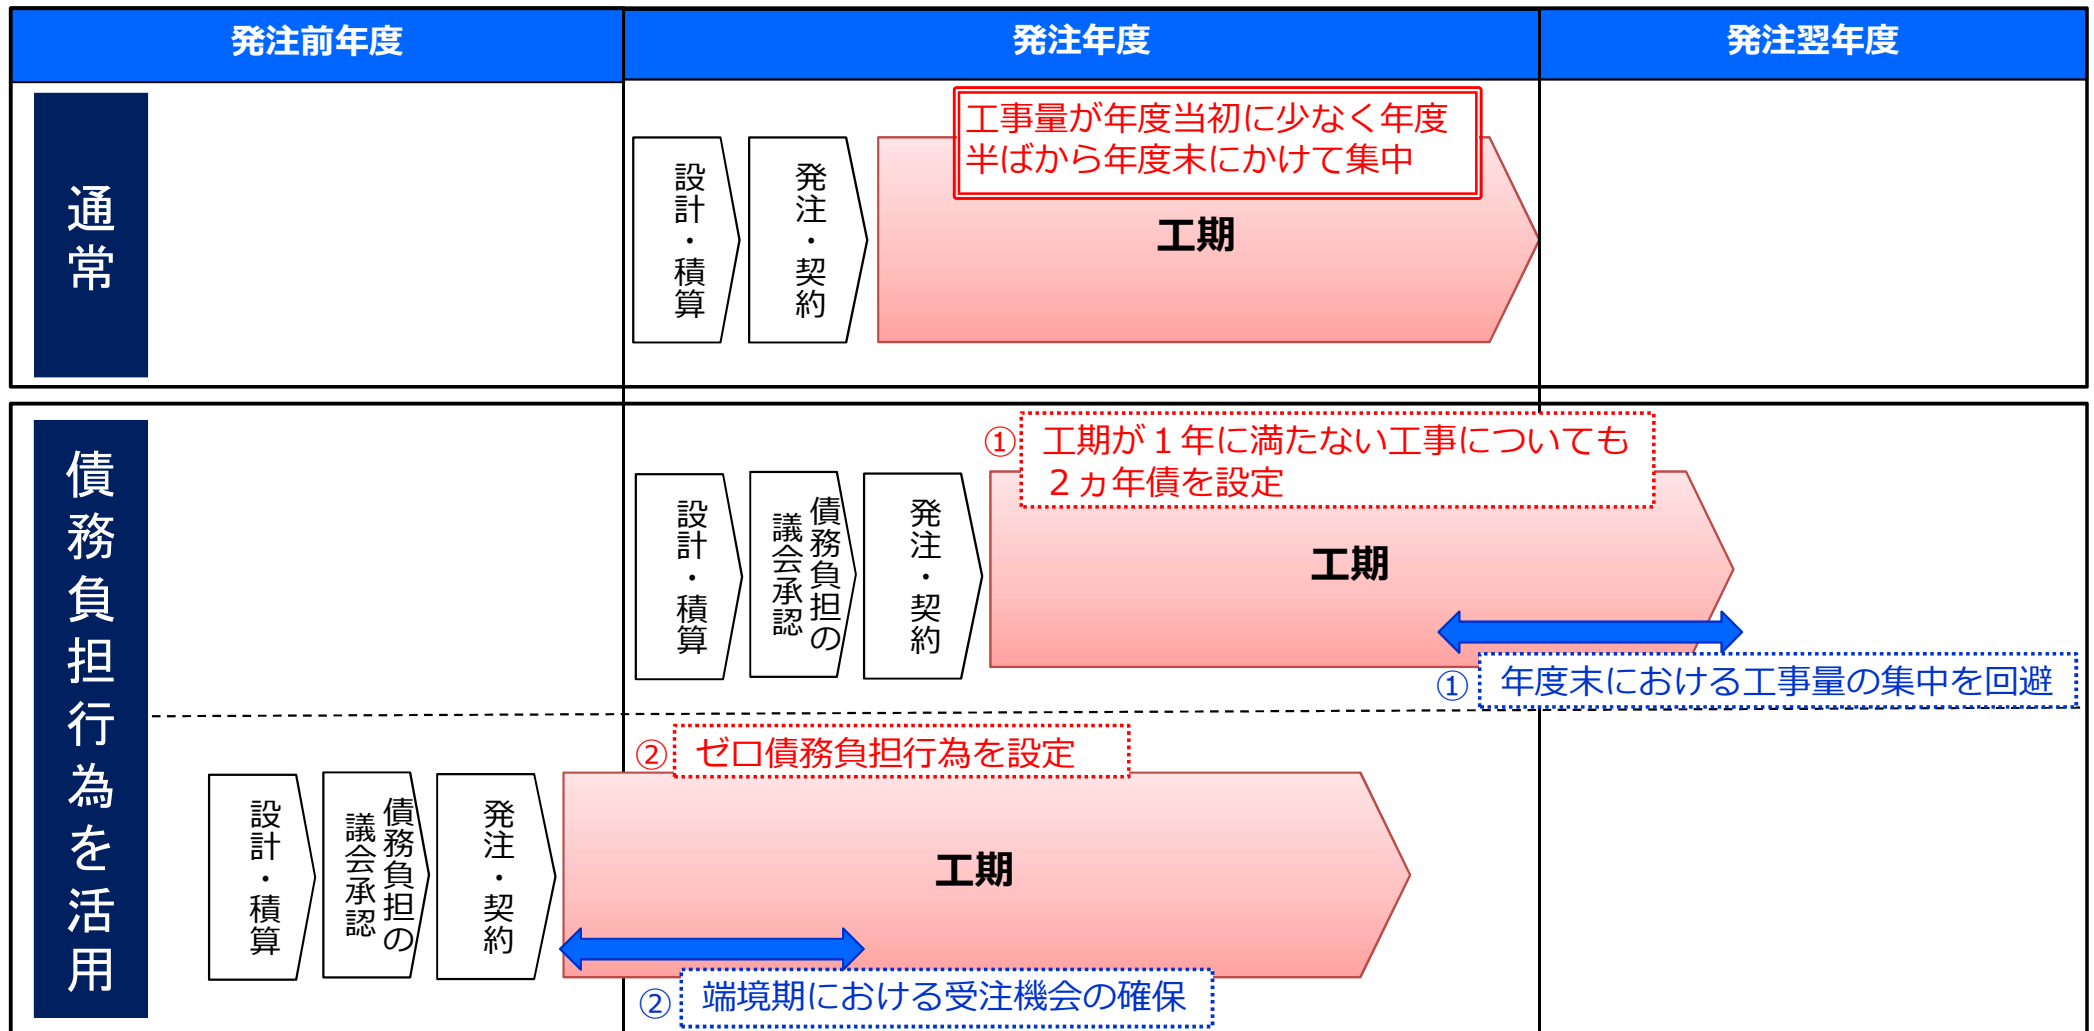 発注前年度
発注年度
発注翌年度
通常
設計・積算
発注・契約
工事量が年度当初に少なく年度
半ばから年度末にかけて集中
工期
債務負担行為を活用
設計・積算
債務負担の
議会承認
発注・契約
① 工期が１年に満たない工事についても
２ヵ年債を設定
工期
① 年度末における工事量の集中を回避
② ゼロ債務負担行為を設定
設計・積算
債務負担の
議会承認
発注・契約
工期
② 端境期における受注機会の確保